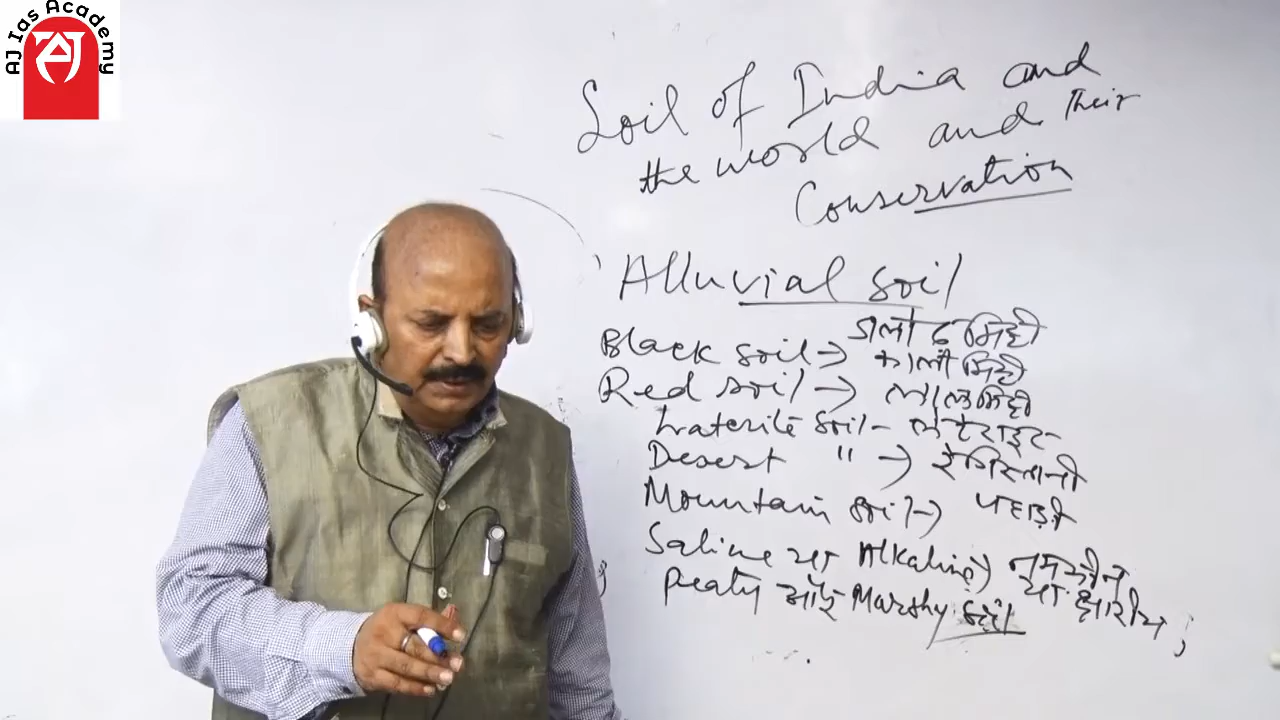 AJ Ias Academy
AJ
Soil of India and
the world and Their
Conservation
Alluvial soil
जलोढ मिट्टी
Black soil → काली मिट्टी
Red soil → लाल मिट्टी
Laterite soil - लेटेराइट
Desert " → रेगिस्तानी
Mountain soil → पहाड़ी
Saline या Alkaline → नमकीन
या क्षारीय
Peaty और Marshy